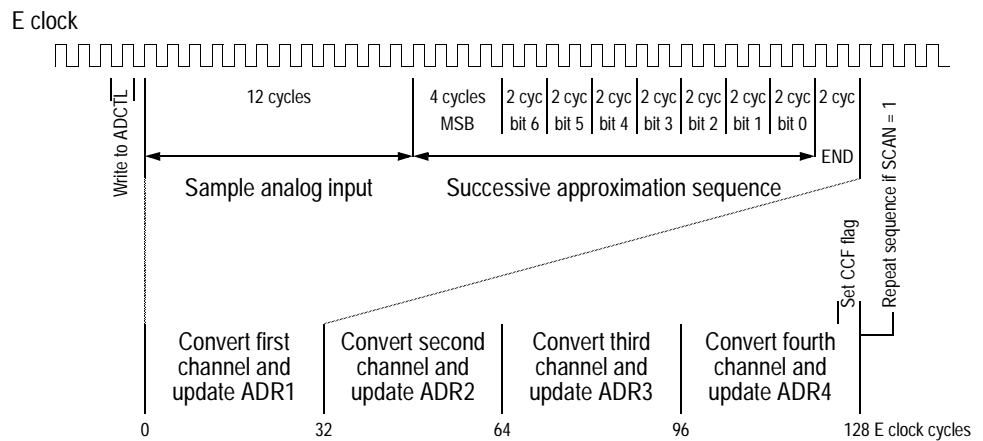 E clock
Write to ADCTL
12 cycles
4 cycles
MSB
2 cyc
bit 6
2 cyc
bit 5
2 cyc
bit 4
2 cyc
bit 3
2 cyc
bit 2
2 cyc
bit 1
2 cyc
bit 0
2 cyc
END
Sample analog input
Successive approximation sequence
Set CCF flag
Repeat sequence if SCAN = 1
Convert first
channel and
update ADR1
Convert second
channel and
update ADR2
Convert third
channel and
update ADR3
Convert fourth
channel and
update ADR4
0
32
64
96
128 E clock cycles